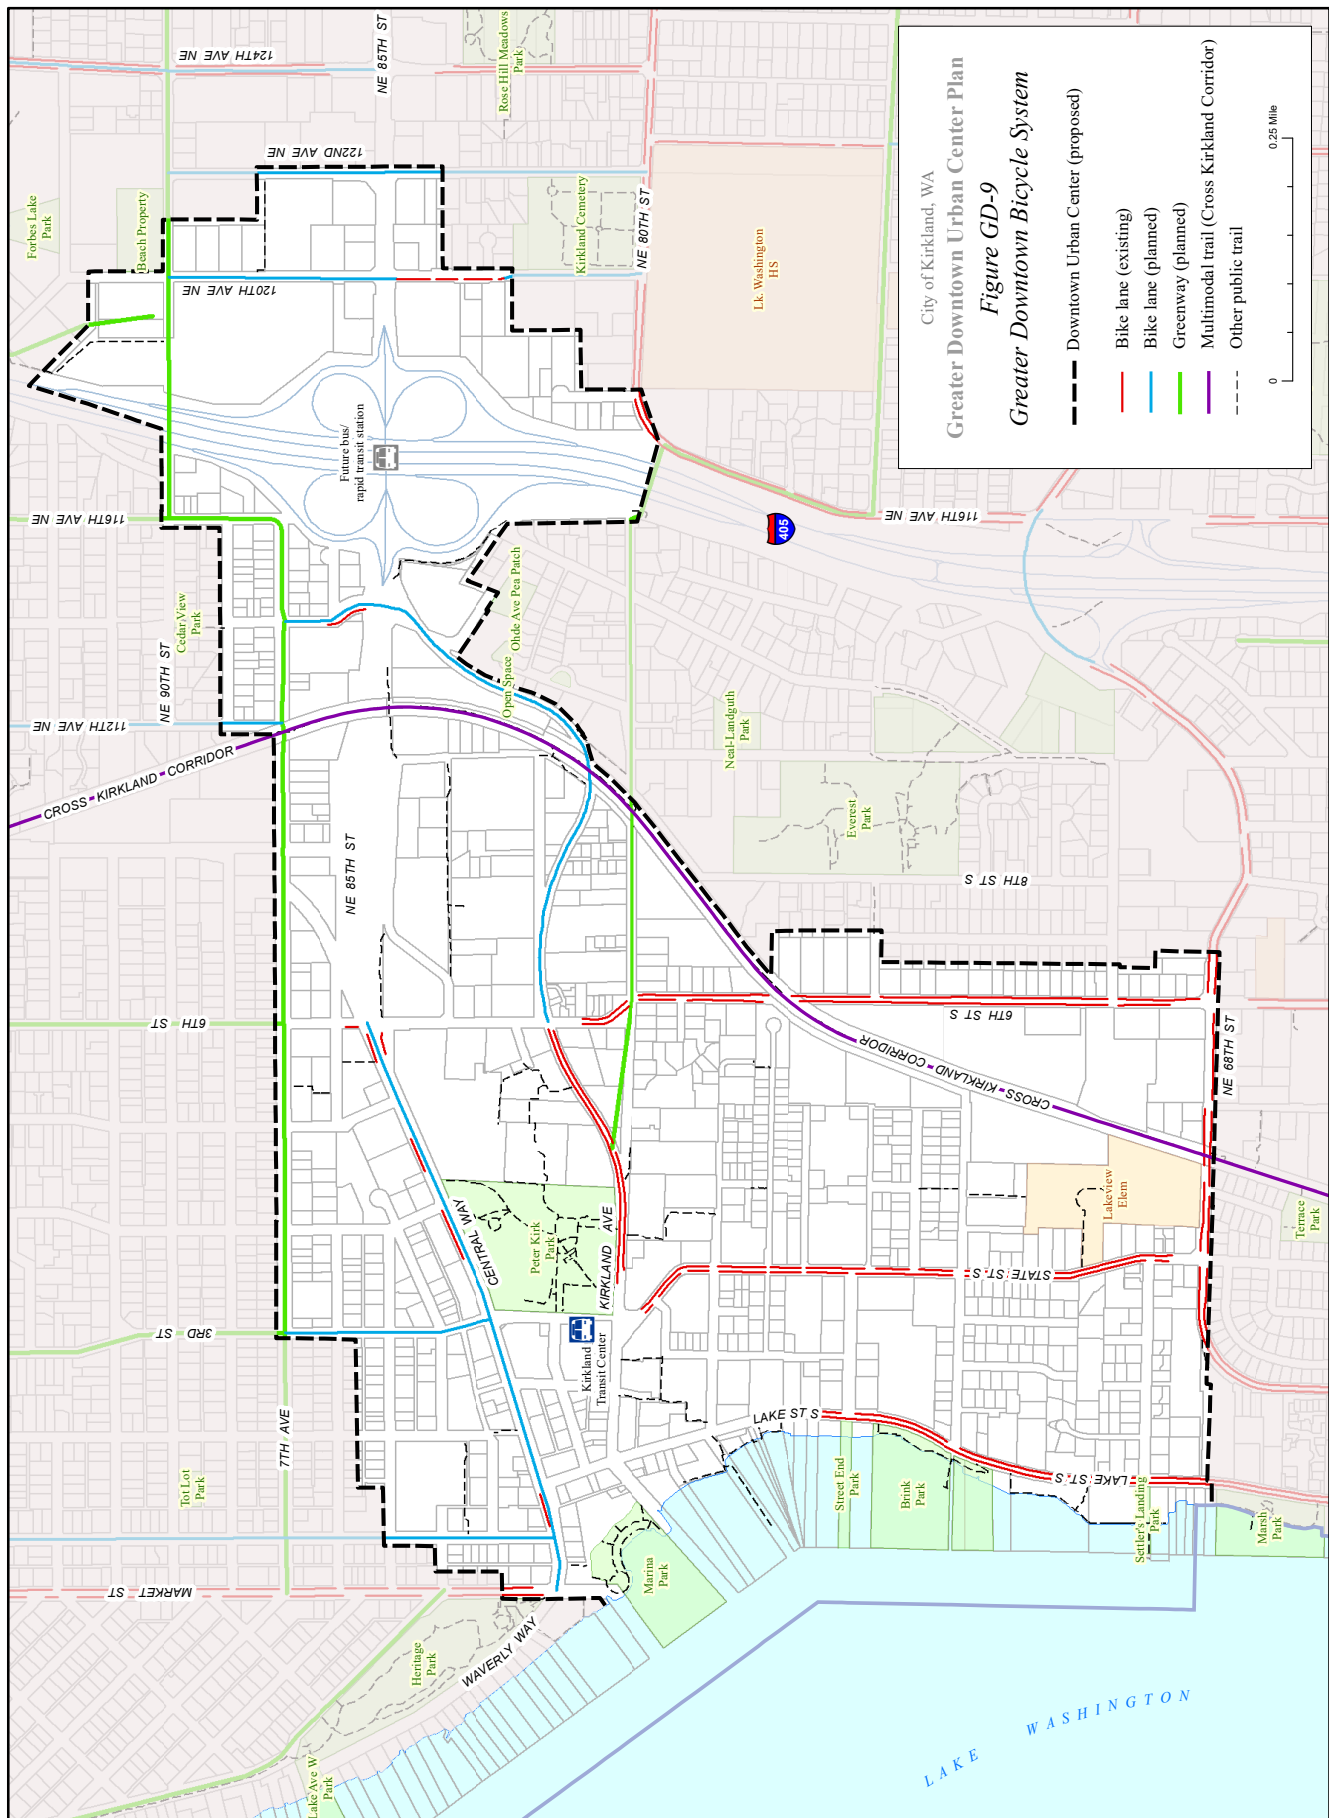 City of Kirkland, WA
Greater Downtown Urban Center Plan
Figure GD-9
Greater Downtown Bicycle System
Downtown Urban Center (proposed)
Bike lane (existing)
Bike lane (planned)
Greenway (planned)
Multimodal trail (Cross Kirkland Corridor)
Other public trail
0
0.25 Mile
Forbes Lake
Park
Beach Property
124TH AVE NE
NE 85TH ST
Rose Hill Meadows
Park
122ND AVE NE
120TH AVE NE
Kirkland Cemetery
NE 80TH ST
Lk. Washington
HS
Future bus/
rapid transit station
116TH AVE NE
Cedar View
Park
NE 90TH ST
112TH AVE NE
Ohde Ave Pea Patch
Open Space
405
116TH AVE NE
CROSS KIRKLAND CORRIDOR
Neal-Landguth
Park
Everest
Park
NE 85TH ST
8TH ST S
6TH ST
6TH ST S
CROSS KIRKLAND CORRIDOR
NE 68TH ST
CENTRAL WAY
Peter Kirk
Park
KIRKLAND AVE
Lakeview
Elem
Terrace
Park
STATE ST S
3RD ST
Kirkland
Transit Center
7TH AVE
LAKE ST S
Tot Lot
Park
Street End
Park
Brink
Park
LAKE ST S
Settler's Landing
Park
Marsh
Park
MARKET ST
Marina
Park
Heritage
Park
WAVERLY WAY
Lake Ave W
Park
LAKE WASHINGTON